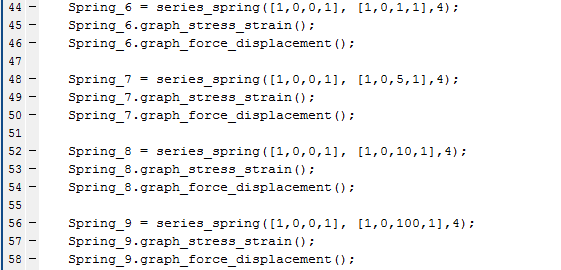 44 - Spring_6 = series_spring([1,0,0,1], [1,0,1,1],4);
45 - Spring_6.graph_stress_strain();
46 - Spring_6.graph_force_displacement();
47
48 - Spring_7 = series_spring([1,0,0,1], [1,0,5,1],4);
49 - Spring_7.graph_stress_strain();
50 - Spring_7.graph_force_displacement();
51
52 - Spring_8 = series_spring([1,0,0,1], [1,0,10,1],4);
53 - Spring_8.graph_stress_strain();
54 - Spring_8.graph_force_displacement();
55
56 - Spring_9 = series_spring([1,0,0,1], [1,0,100,1],4);
57 - Spring_9.graph_stress_strain();
58 - Spring_9.graph_force_displacement();